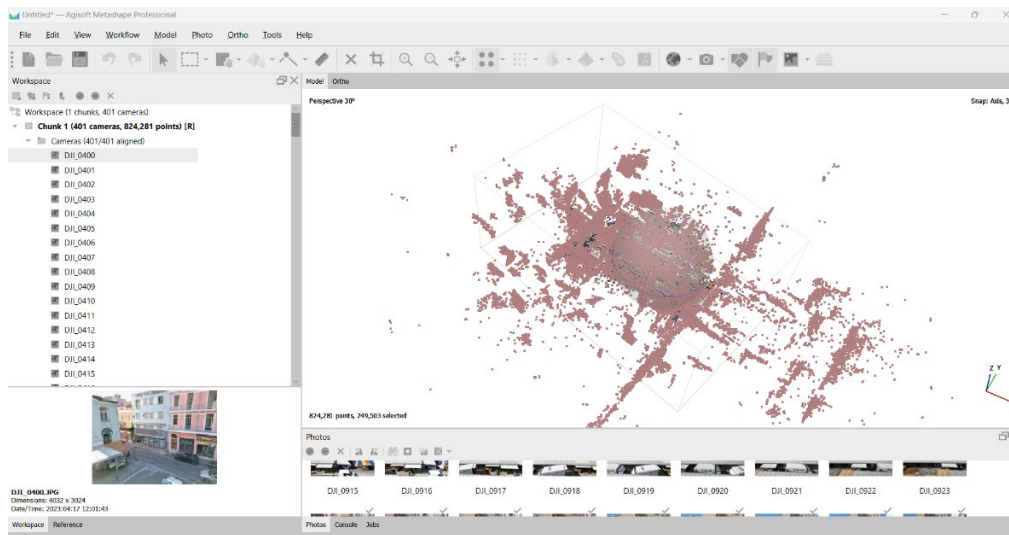 Untitled* — Agisoft Metashape Professional
File Edit View Workflow Model Photo Ortho Tools Help
Workspace
Workspace (1 chunks, 401 cameras)
Chunk 1 (401 cameras, 824,281 points) [R]
Cameras (401/401 aligned)
DJI_0400
DJI_0401
DJI_0402
DJI_0403
DJI_0404
DJI_0405
DJI_0406
DJI_0407
DJI_0408
DJI_0409
DJI_0410
DJI_0411
DJI_0412
DJI_0413
DJI_0414
DJI_0415
DJI_0400.JPG
Dimensions: 4032 x 3024
Date/Time: 2023:04:17 12:01:43
Workspace Reference
Model Ortho
Perspective 30°
Snap: Axis, 3
Z Y
824,281 points, 249,503 selected
Photos
DJI_0915 DJI_0916 DJI_0917 DJI_0918 DJI_0919 DJI_0920 DJI_0921 DJI_0922 DJI_0923
Photos Console Jobs